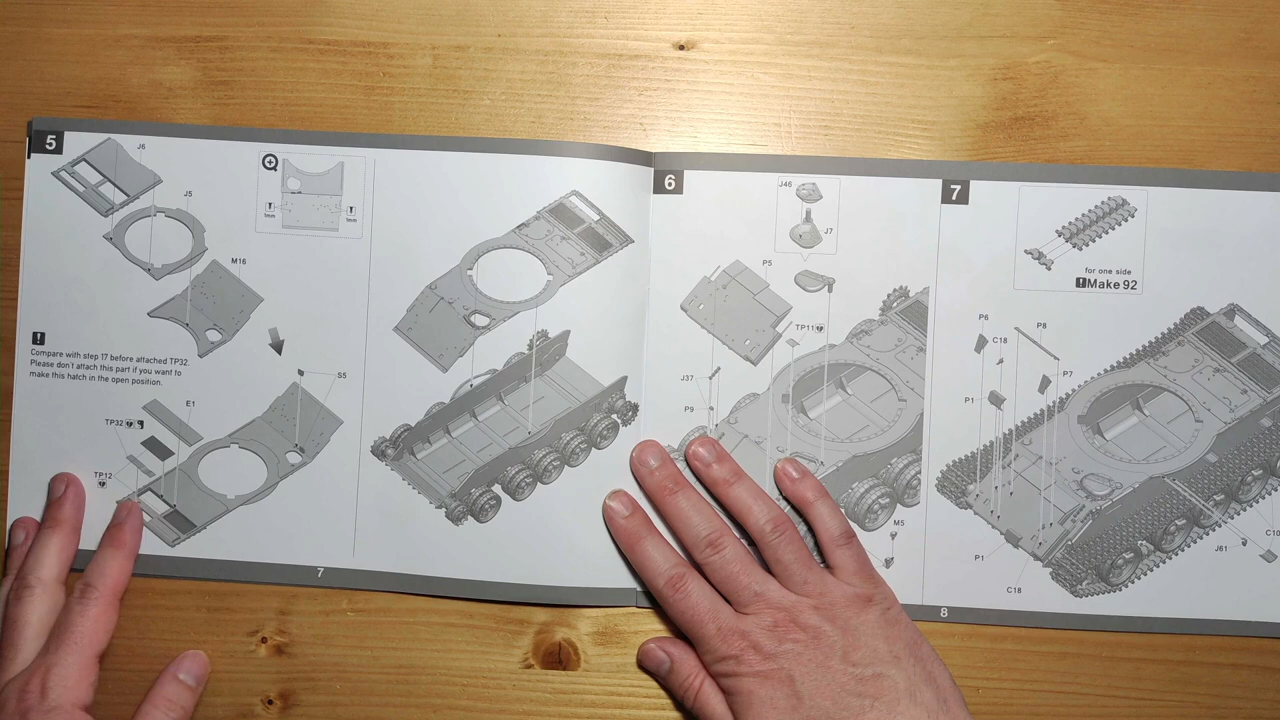 5
J6
J5
M16
1mm
1mm
!
Compare with step 17 before attached TP32.
Please don't attach this part if you want to
make this hatch in the open position.
S5
E1
TP32
TP12
7
6
J46
J7
P5
TP11
J37
P9
M5
7
for one side
! Make 92
P6
C18
P8
P7
P1
P1
C18
J61
C10
8